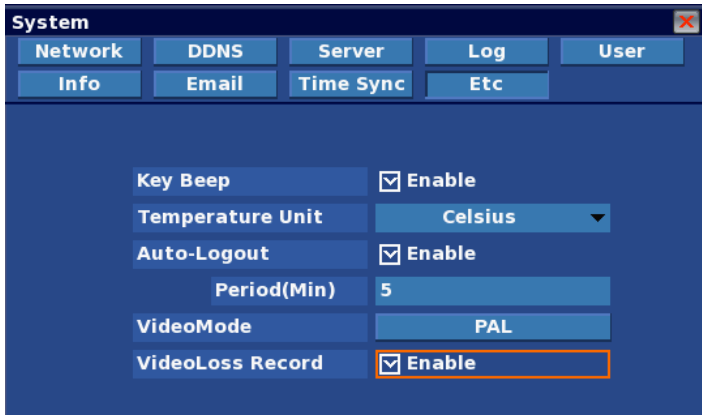 System
Network DDNS Server Log User
Info Email Time Sync Etc
Key Beep Enable
Temperature Unit Celsius
Auto-Logout Enable
Period(Min) 5
VideoMode PAL
VideoLoss Record Enable